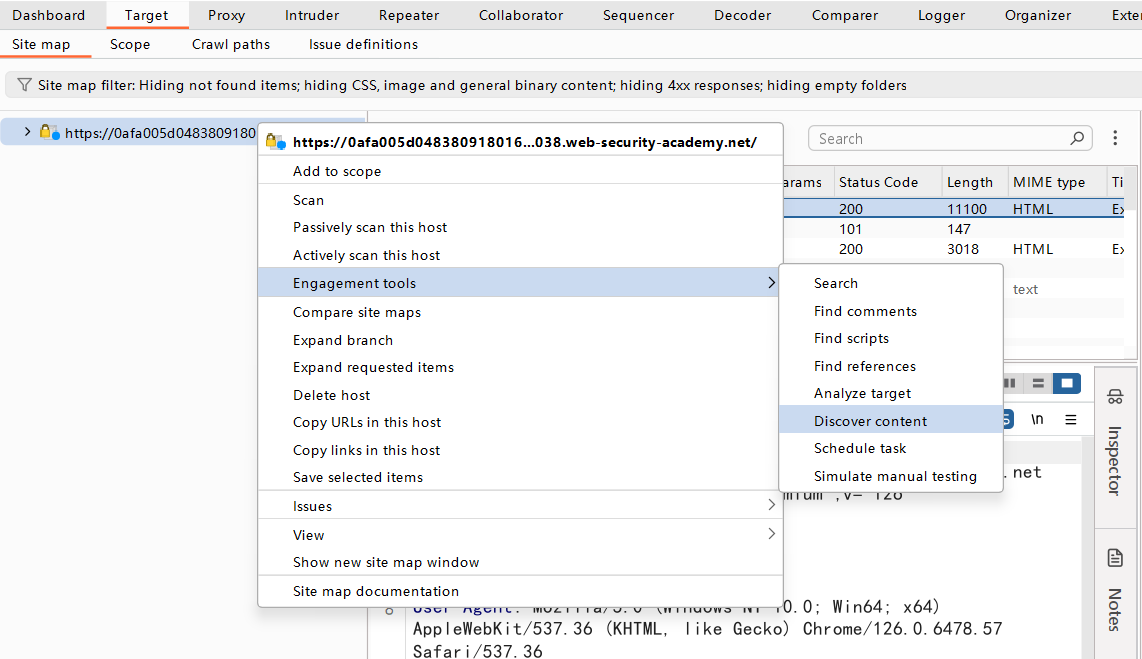 Dashboard Target Proxy Intruder Repeater Collaborator Sequencer Decoder Comparer Logger Organizer Exter
Site map Scope Crawl paths Issue definitions
Site map filter: Hiding not found items; hiding CSS, image and general binary content; hiding 4xx responses; hiding empty folders
https://0afa005d0483809180
https://0afa005d048380918016...038.web-security-academy.net/
Search
Add to scope
arams Status Code Length MIME type Ti
Scan
200 11100 HTML Ex
Passively scan this host
101 147
Actively scan this host
200 3018 HTML Ex
Engagement tools
Search
text
Compare site maps
Find comments
Expand branch
Find scripts
Expand requested items
Find references
Delete host
Analyze target
Copy URLs in this host
Discover content
\n
Copy links in this host
Schedule task
Save selected items
Simulate manual testing
.net
Inspector
Issues
View
Show new site map window
Site map documentation
Notes
User-Agent: Mozilla/5.0 (Windows NT 10.0; Win64; x64)
AppleWebKit/537.36 (KHTML, like Gecko) Chrome/126.0.6478.57
Safari/537.36